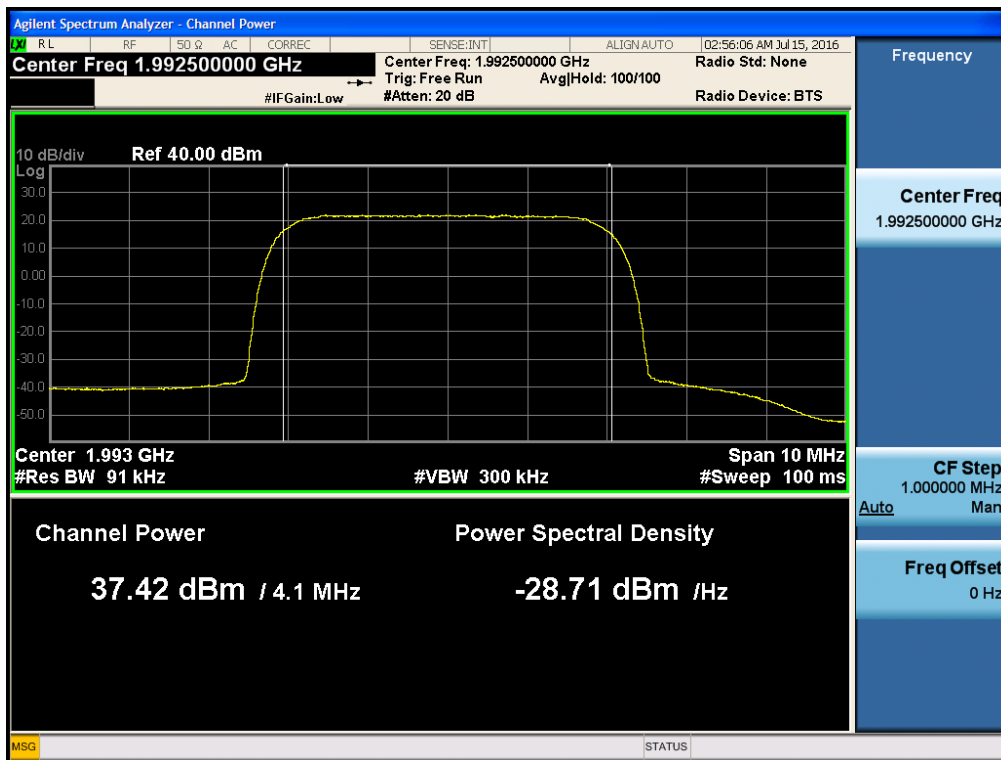 Agilent Spectrum Analyzer - Channel Power
LXI RL RF 50 Ω AC CORREC SENSE:INT ALIGN AUTO 02:56:06 AM Jul 15, 2016
Center Freq 1.992500000 GHz
Center Freq: 1.992500000 GHz
Radio Std: None
Trig: Free Run Avg|Hold: 100/100
#IFGain:Low
#Atten: 20 dB
Radio Device: BTS
10 dB/div Ref 40.00 dBm
Log
30.0
20.0
10.0
0.00
-10.0
-20.0
-30.0
-40.0
-50.0
Center 1.993 GHz Span 10 MHz
#Res BW 91 kHz #VBW 300 kHz #Sweep 100 ms
Channel Power Power Spectral Density
37.42 dBm / 4.1 MHz -28.71 dBm /Hz
MSG STATUS
Frequency
Center Freq
1.992500000 GHz
CF Step
1.000000 MHz
Auto Man
Freq Offset
0 Hz